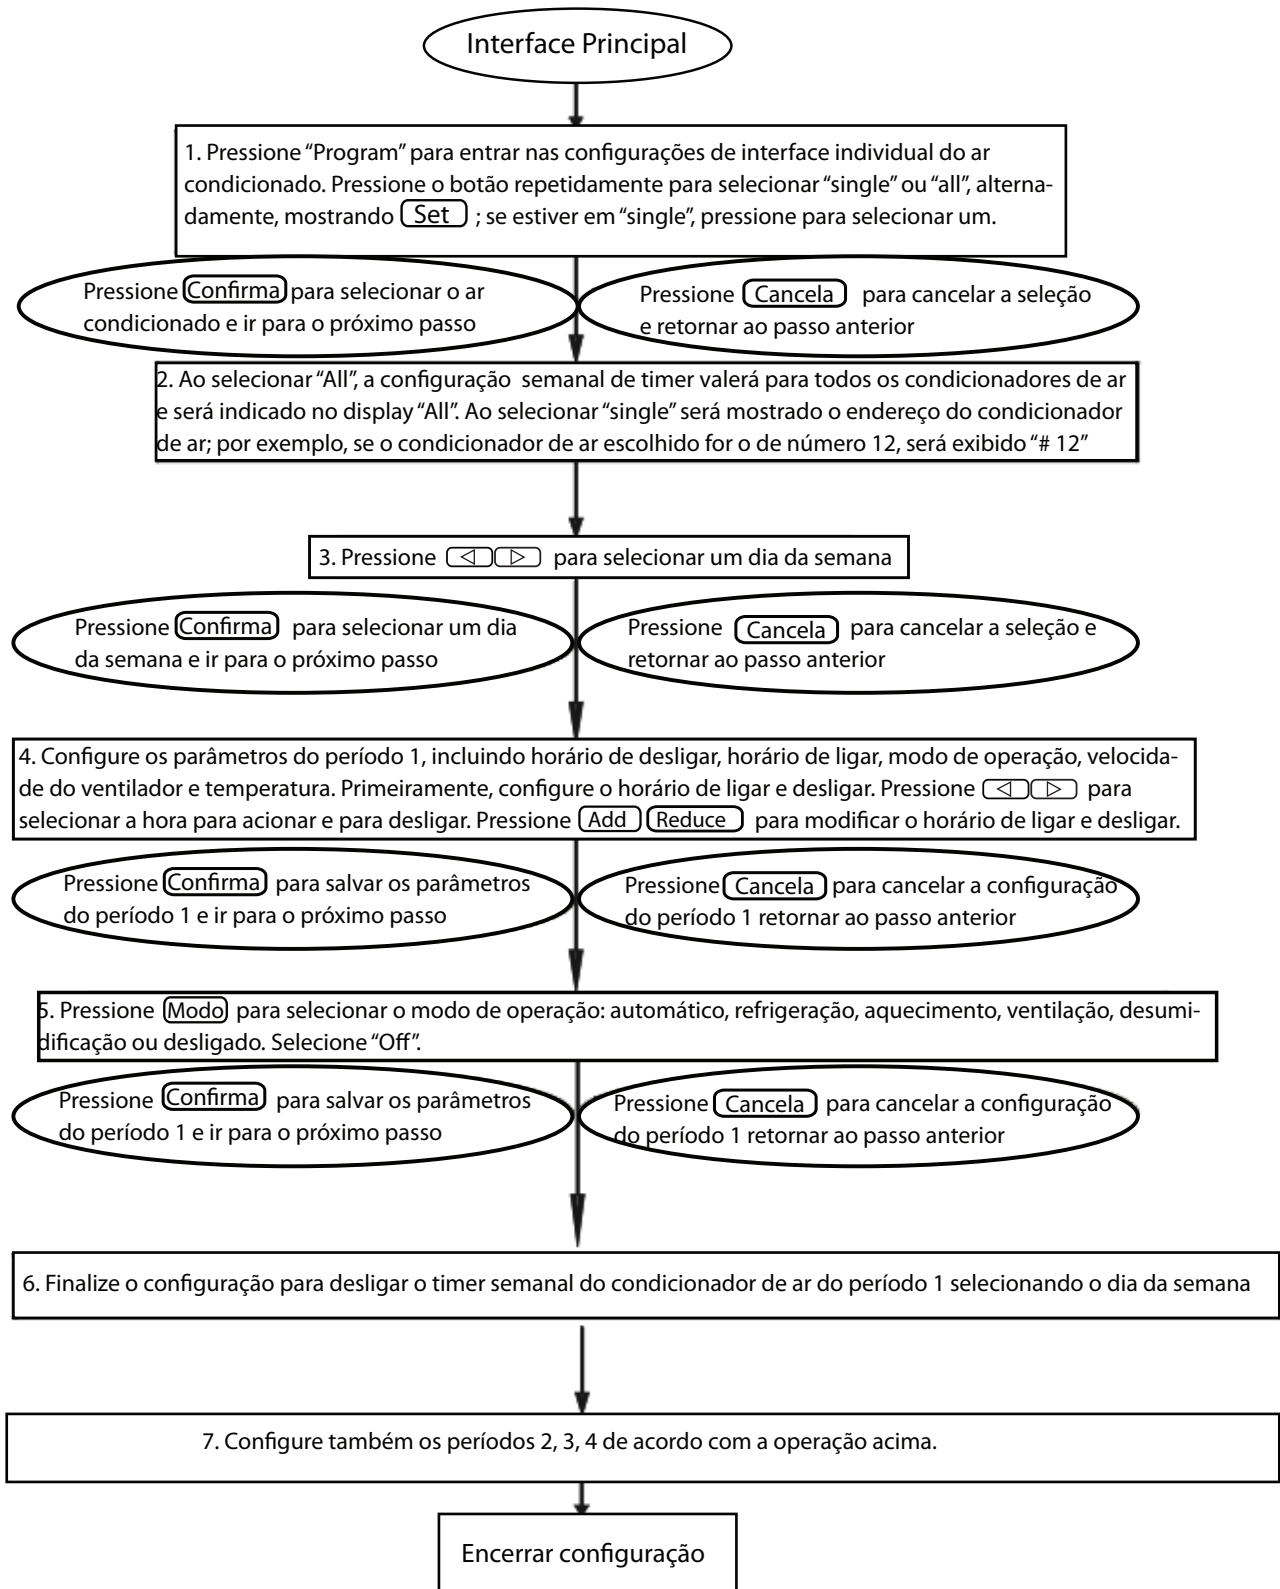 Interface Principal
1. Pressione “Program” para entrar nas configurações de interface individual do ar
condicionado. Pressione o botão repetidamente para selecionar “single” ou “all”, alterna-
damente, mostrando Set ; se estiver em “single”, pressione para selecionar um.
Pressione Confirma para selecionar o ar
condicionado e ir para o próximo passo
Pressione Cancela para cancelar a seleção
e retornar ao passo anterior
2. Ao selecionar “All”, a configuração semanal de timer valerá para todos os condicionadores de ar
e será indicado no display “All”. Ao selecionar “single” será mostrado o endereço do condicionador
de ar; por exemplo, se o condicionador de ar escolhido for o de número 12, será exibido “# 12”
3. Pressione ◁ ▷ para selecionar um dia da semana
Pressione Confirma para selecionar um dia
da semana e ir para o próximo passo
Pressione Cancela para cancelar a seleção e
retornar ao passo anterior
4. Configure os parâmetros do período 1, incluindo horário de desligar, horário de ligar, modo de operação, velocida-
de do ventilador e temperatura. Primeiramente, configure o horário de ligar e desligar. Pressione ◁ ▷ para
selecionar a hora para acionar e para desligar. Pressione Add Reduce para modificar o horário de ligar e desligar.
Pressione Confirma para salvar os parâmetros
do período 1 e ir para o próximo passo
Pressione Cancela para cancelar a configuração
do período 1 retornar ao passo anterior
5. Pressione Modo para selecionar o modo de operação: automático, refrigeração, aquecimento, ventilação, desumi-
dificação ou desligado. Selecione “Off”.
Pressione Confirma para salvar os parâmetros
do período 1 e ir para o próximo passo
Pressione Cancela para cancelar a configuração
do período 1 retornar ao passo anterior
6. Finalize o configuração para desligar o timer semanal do condicionador de ar do período 1 selecionando o dia da semana
7. Configure também os períodos 2, 3, 4 de acordo com a operação acima.
Encerrar configuração